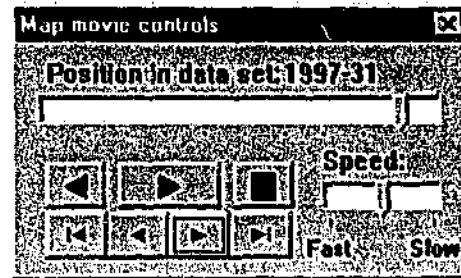 Map movie controls
Position in data set: 1997-31
Speed:
Fast Slow